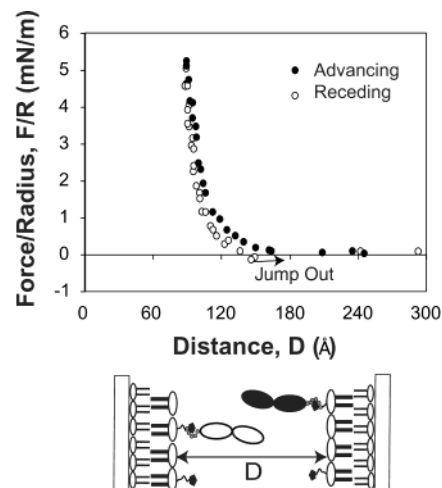 6
5
4
3
2
1
0
-1
Force/Radius, F/R (mN/m)
Advancing
Receding
Jump Out
0 60 120 180 240 300
Distance, D (Å)
D